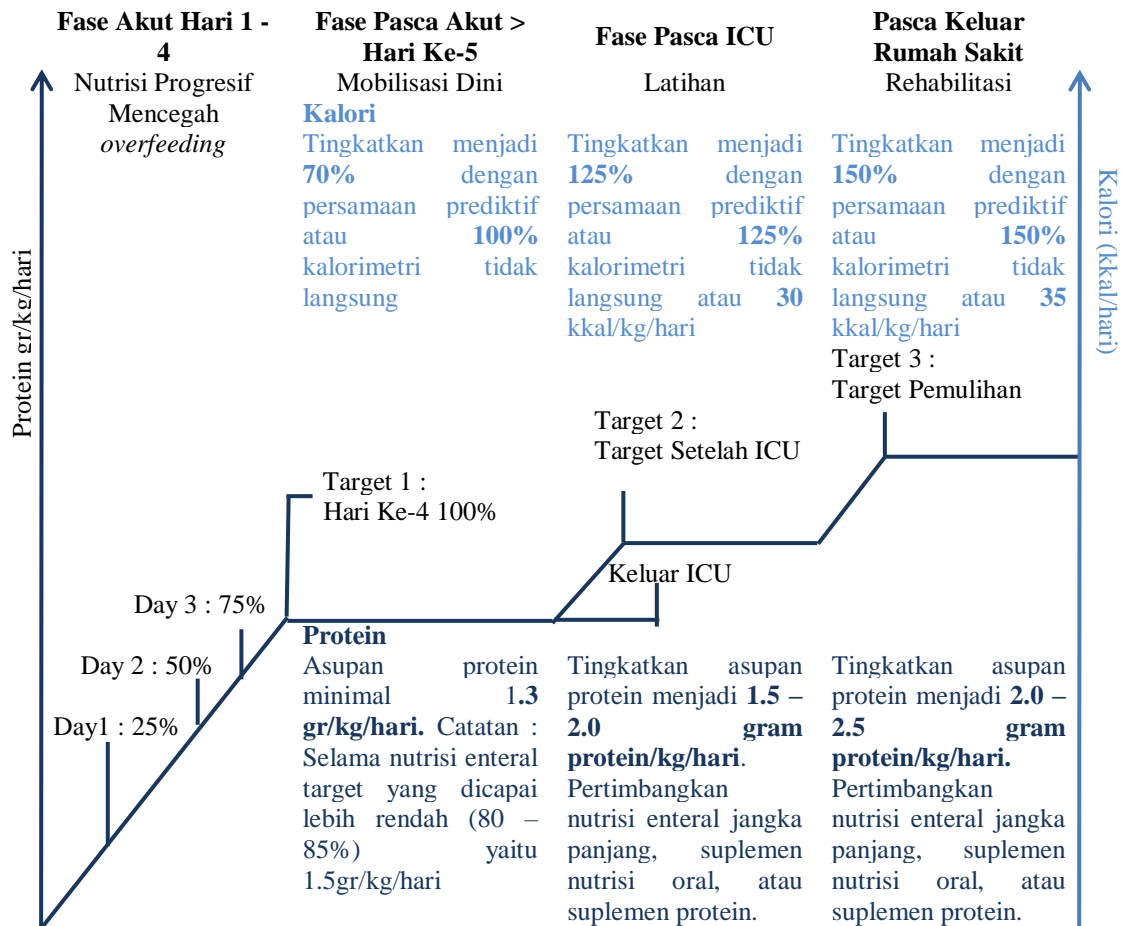 Fase Akut Hari 1 -
4
Nutrisi Progresif
Mencegah
overfeeding
Fase Pasca Akut >
Hari Ke-5
Mobilisasi Dini
Kalori
Tingkatkan menjadi
70% dengan
persamaan prediktif
atau 100%
kalorimetri tidak
langsung
Fase Pasca ICU
Latihan
Tingkatkan menjadi
125% dengan
persamaan prediktif
atau 125%
kalorimetri tidak
langsung atau 30
kkal/kg/hari
Pasca Keluar
Rumah Sakit
Rehabilitasi
Tingkatkan menjadi
150% dengan
persamaan prediktif
atau 150%
kalorimetri tidak
langsung atau 35
kkal/kg/hari
Protein gr/kg/hari
Kalori (kkal/hari)
Target 3 :
Target Pemulihan
Target 2 :
Target Setelah ICU
Target 1 :
Hari Ke-4 100%
Keluar ICU
Day 3 : 75%
Day 2 : 50%
Day1 : 25%
Protein
Asupan protein
minimal 1.3
gr/kg/hari. Catatan :
Selama nutrisi enteral
target yang dicapai
lebih rendah (80 –
85%) yaitu
1.5gr/kg/hari
Tingkatkan asupan
protein menjadi 1.5 –
2.0 gram
protein/kg/hari.
Pertimbangkan
nutrisi enteral jangka
panjang, suplemen
nutrisi oral, atau
suplemen protein.
Tingkatkan asupan
protein menjadi 2.0 –
2.5 gram
protein/kg/hari.
Pertimbangkan
nutrisi enteral jangka
panjang, suplemen
nutrisi oral, atau
suplemen protein.